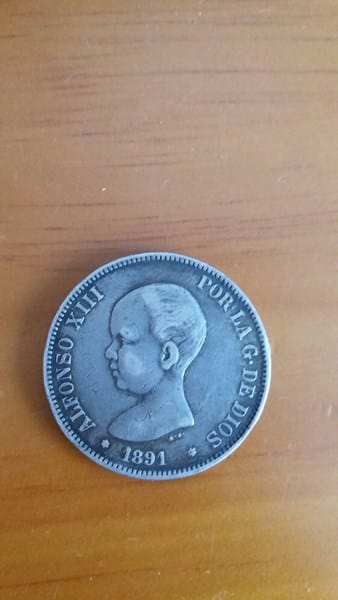 ALFONSO XIII
POR LA G. DE DIOS
* 1891 *